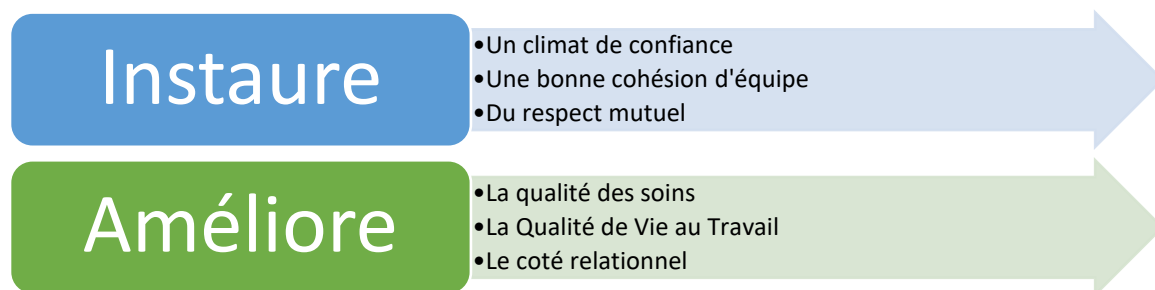 Instaure
•Un climat de confiance
•Une bonne cohésion d'équipe
•Du respect mutuel
Améliore
•La qualité des soins
•La Qualité de Vie au Travail
•Le coté relationnel